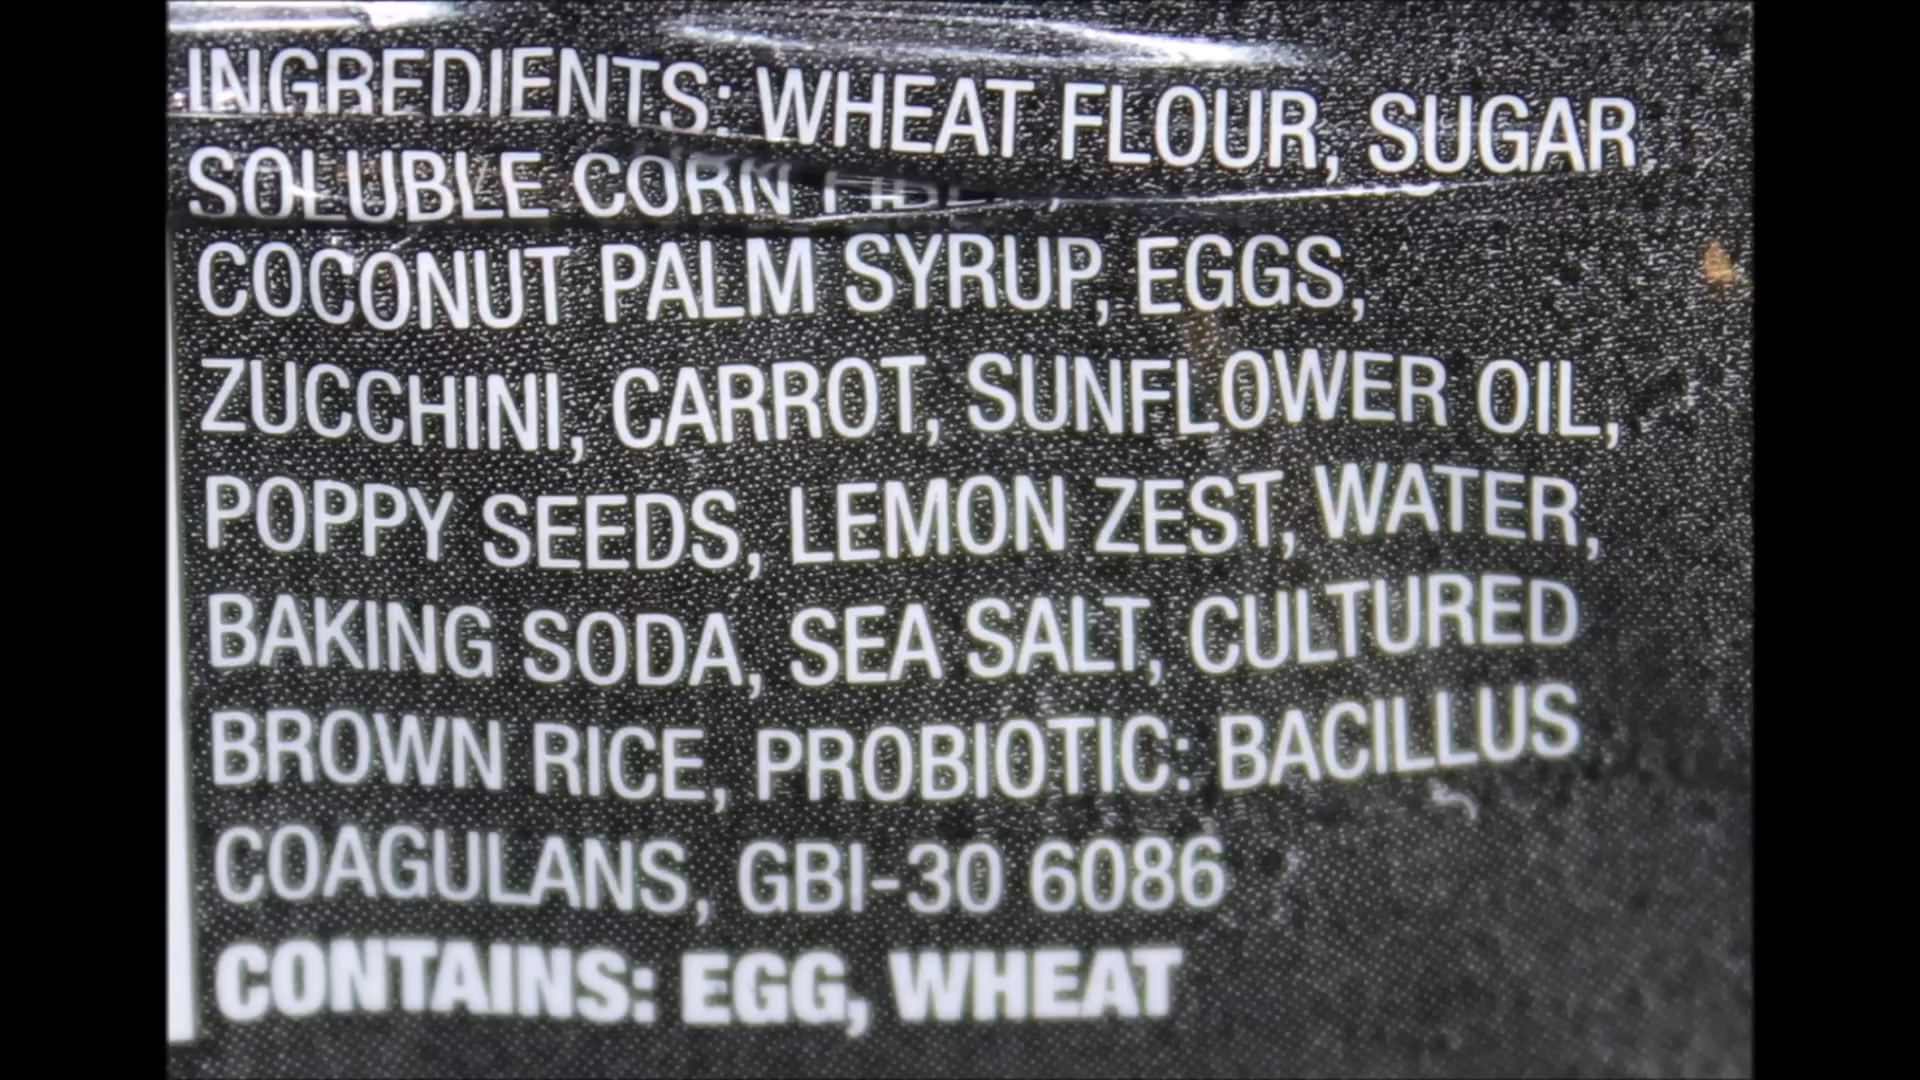 INGREDIENTS: WHEAT FLOUR, SUGAR
SOLUBLE CORN
COCONUT PALM SYRUP, EGGS,
ZUCCHINI, CARROT, SUNFLOWER OIL,
POPPY SEEDS, LEMON ZEST, WATER,
BAKING SODA, SEA SALT, CULTURED
BROWN RICE, PROBIOTIC: BACILLUS
COAGULANS, GBI-30 6086
CONTAINS: EGG, WHEAT